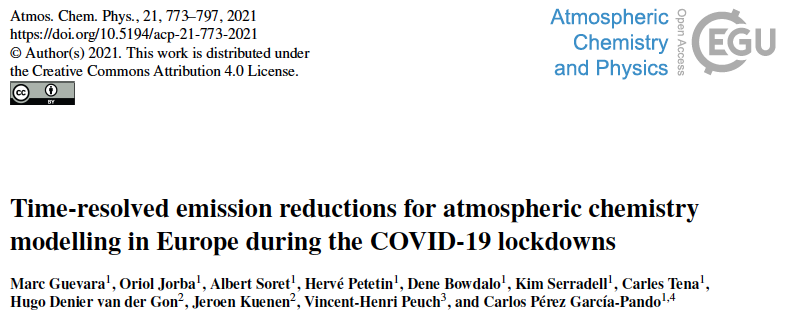 Atmos. Chem. Phys., 21, 773–797, 2021
https://doi.org/10.5194/acp-21-773-2021
© Author(s) 2021. This work is distributed under
the Creative Commons Attribution 4.0 License.
cc BY
Atmospheric
Chemistry
and Physics
Open Access
EGU
Time-resolved emission reductions for atmospheric chemistry
modelling in Europe during the COVID-19 lockdowns
Marc Guevara¹, Oriol Jorba¹, Albert Soret¹, Hervé Petetin¹, Dene Bowdalo¹, Kim Serradell¹, Carles Tena¹,
Hugo Denier van der Gon², Jeroen Kuenen², Vincent-Henri Peuch³, and Carlos Pérez García-Pando¹,⁴